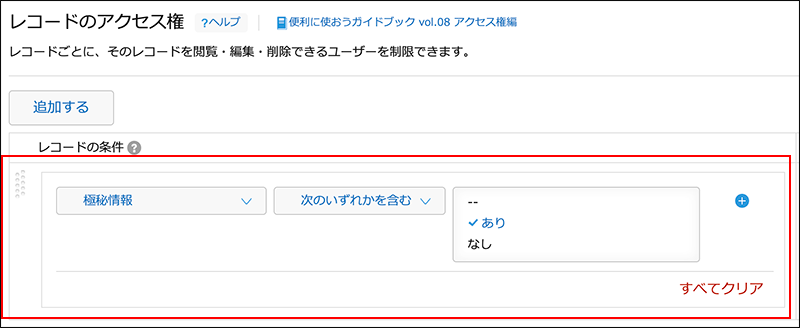 レコードのアクセス権 ?ヘルプ 便利に使おうガイドブック vol.08 アクセス権編
レコードごとに、そのレコードを閲覧・編集・削除できるユーザーを制限できます。
追加する
レコードの条件 ?
極秘情報 次のいずれかを含む
--
あり
なし
すべてクリア